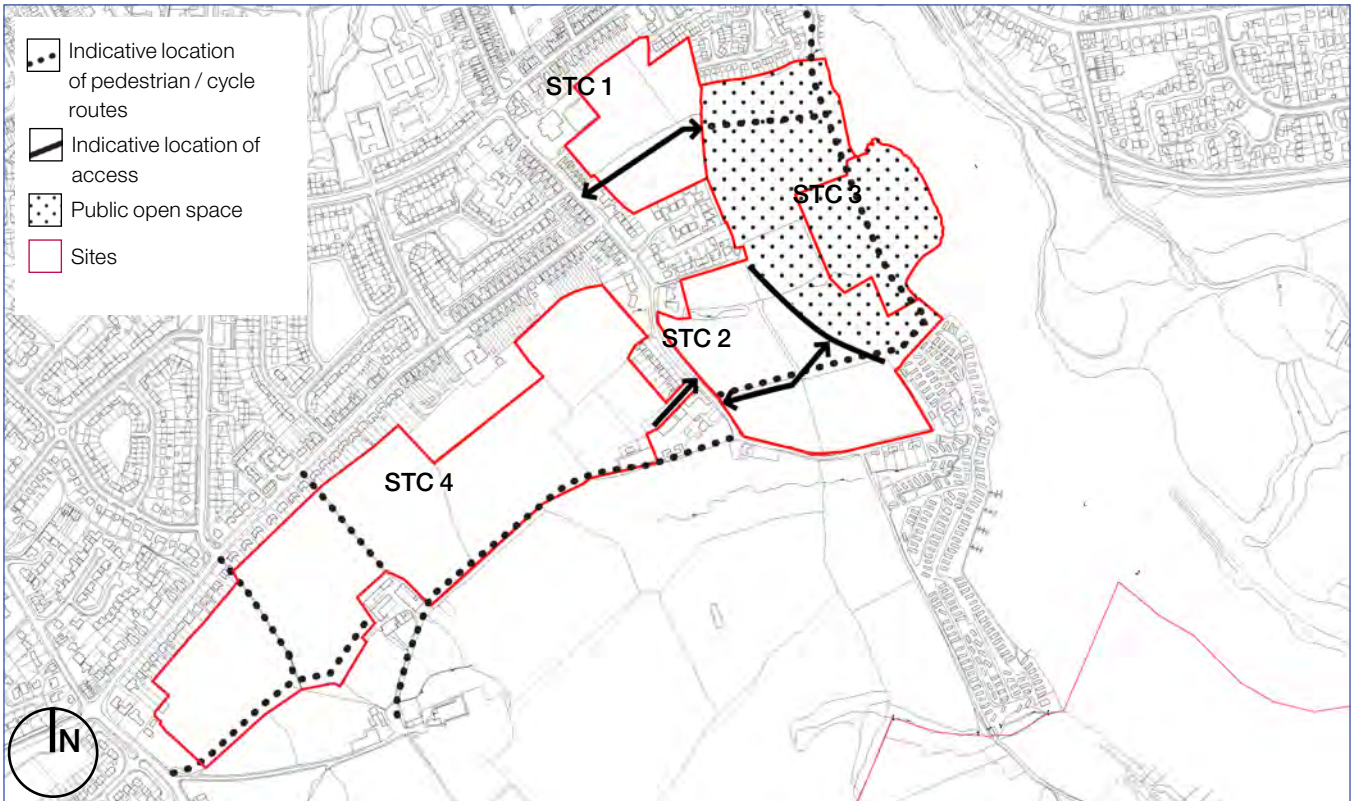 Indicative location
of pedestrian / cycle
routes
Indicative location of
access
Public open space
Sites
STC 1
STC 3
STC 2
STC 4
N